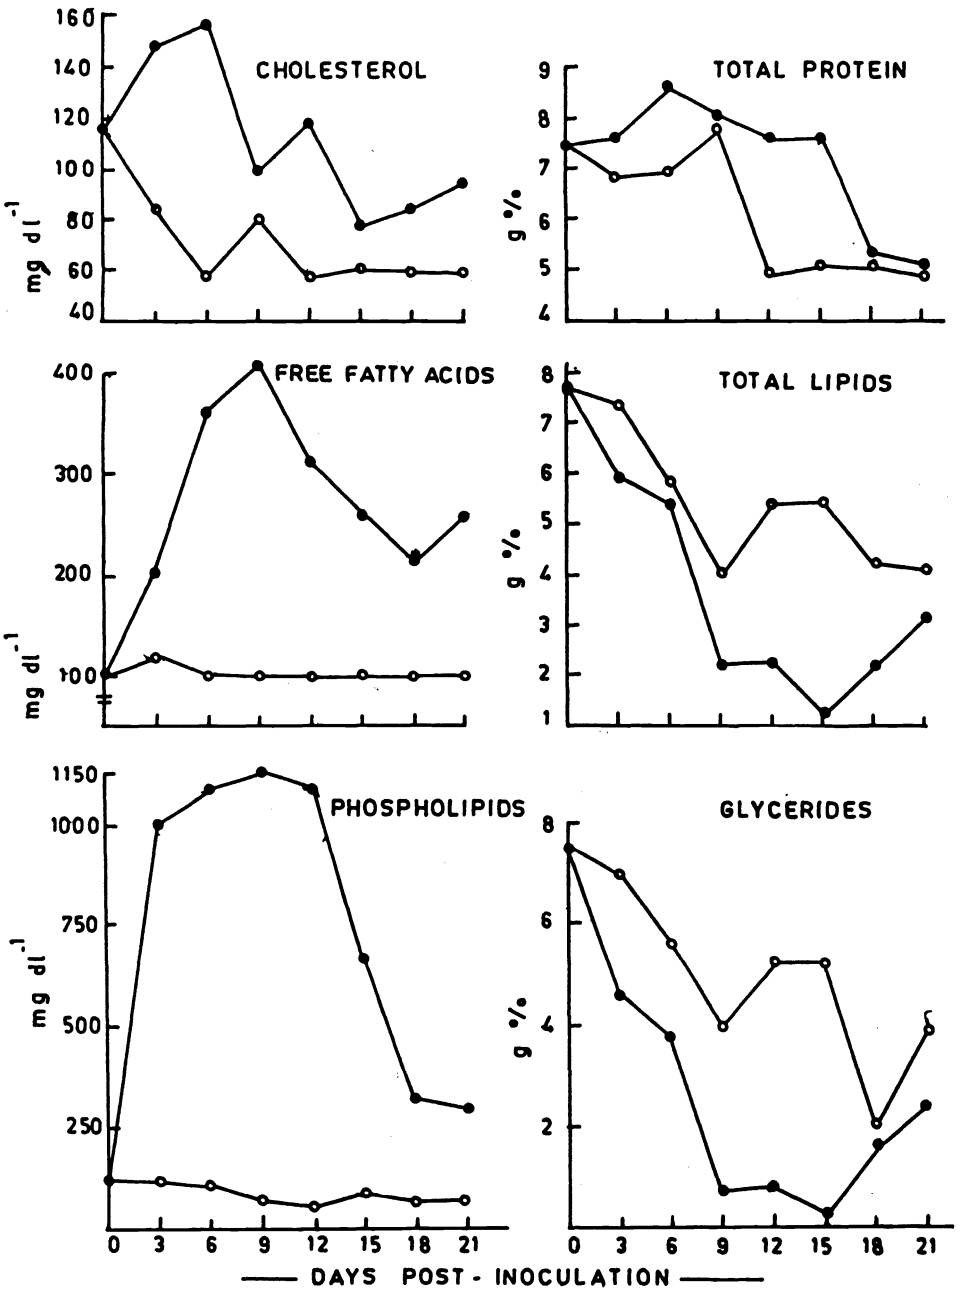 CHOLESTEROL
160
140
120
100
80
60
40
mg dl-1
TOTAL PROTEIN
9
8
7
6
5
4
g %
FREE FATTY ACIDS
400
300
200
100
mg dl-1
TOTAL LIPIDS
8
7
6
5
4
3
2
1
g %
PHOSPHOLIPIDS
1150
1000
750
500
250
mg dl-1
0 3 6 9 12 15 18 21
GLYCERIDES
8
6
4
2
g %
0 3 6 9 12 15 18 21
DAYS POST - INOCULATION